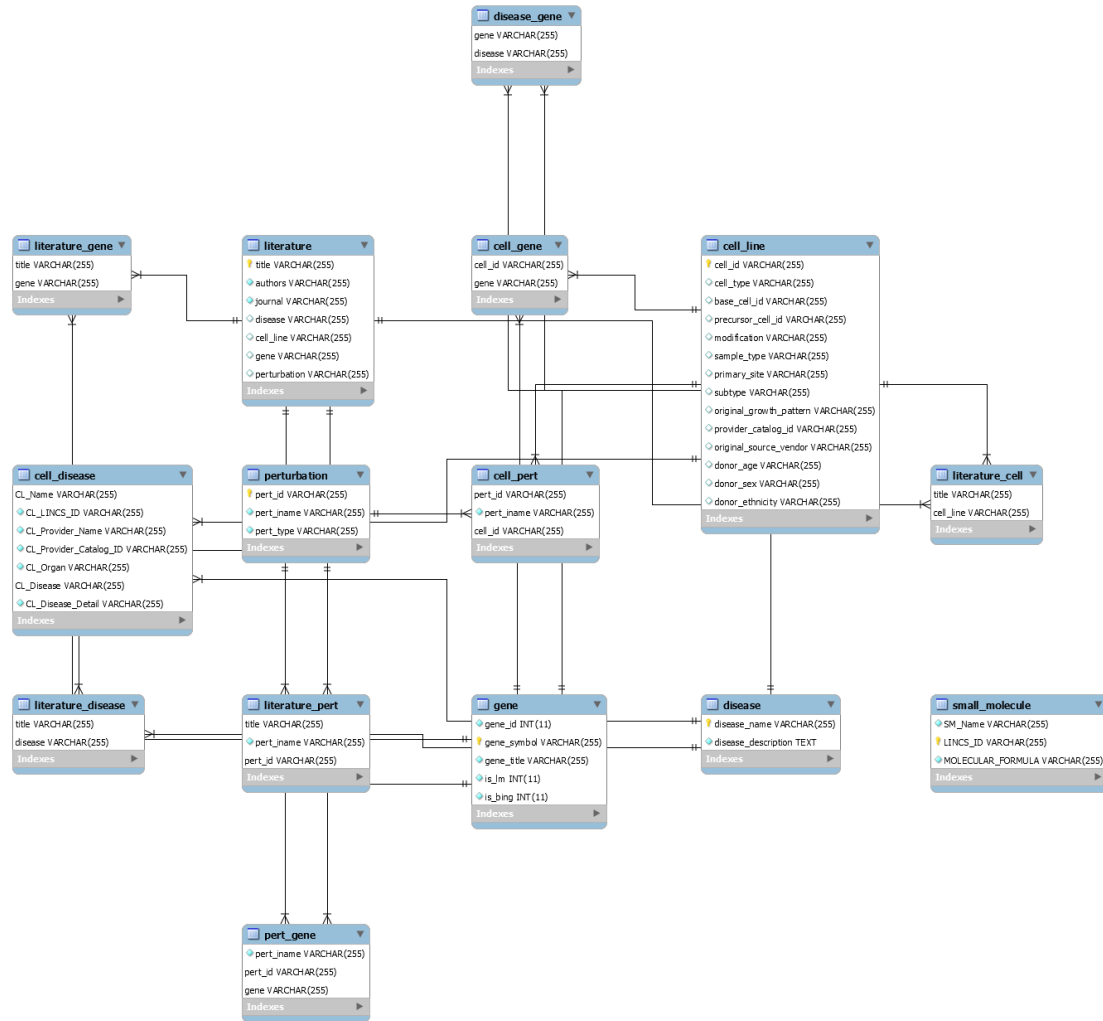 disease_gene
gene VARCHAR(255)
disease VARCHAR(255)
Indexes
literature_gene
title VARCHAR(255)
gene VARCHAR(255)
Indexes
literature
title VARCHAR(255)
authors VARCHAR(255)
journal VARCHAR(255)
disease VARCHAR(255)
cell_line VARCHAR(255)
gene VARCHAR(255)
perturbation VARCHAR(255)
Indexes
cell_gene
cell_id VARCHAR(255)
gene VARCHAR(255)
Indexes
cell_line
cell_id VARCHAR(255)
cell_type VARCHAR(255)
base_cell_id VARCHAR(255)
precursor_cell_id VARCHAR(255)
modification VARCHAR(255)
sample_type VARCHAR(255)
primary_site VARCHAR(255)
subtype VARCHAR(255)
original_growth_pattern VARCHAR(255)
provider_catalog_id VARCHAR(255)
original_source_vendor VARCHAR(255)
donor_age VARCHAR(255)
donor_sex VARCHAR(255)
donor_ethnicity VARCHAR(255)
Indexes
cell_disease
CL_Name VARCHAR(255)
CL_LINCS_ID VARCHAR(255)
CL_Provider_Name VARCHAR(255)
CL_Provider_Catalog_ID VARCHAR(255)
CL_Organ VARCHAR(255)
CL_Disease VARCHAR(255)
CL_Disease_Detail VARCHAR(255)
Indexes
perturbation
pert_id VARCHAR(255)
pert_iname VARCHAR(255)
pert_type VARCHAR(255)
Indexes
cell_pert
pert_id VARCHAR(255)
pert_iname VARCHAR(255)
cell_id VARCHAR(255)
Indexes
literature_cell
title VARCHAR(255)
cell_line VARCHAR(255)
Indexes
literature_disease
title VARCHAR(255)
disease VARCHAR(255)
Indexes
literature_pert
title VARCHAR(255)
pert_iname VARCHAR(255)
pert_id VARCHAR(255)
Indexes
gene
gene_id INT(11)
gene_symbol VARCHAR(255)
gene_title VARCHAR(255)
is_lm INT(11)
is_bing INT(11)
Indexes
disease
disease_name VARCHAR(255)
disease_description TEXT
Indexes
small_molecule
SM_Name VARCHAR(255)
LINCS_ID VARCHAR(255)
MOLECULAR_FORMULA VARCHAR(255)
Indexes
pert_gene
pert_iname VARCHAR(255)
pert_id VARCHAR(255)
gene VARCHAR(255)
Indexes